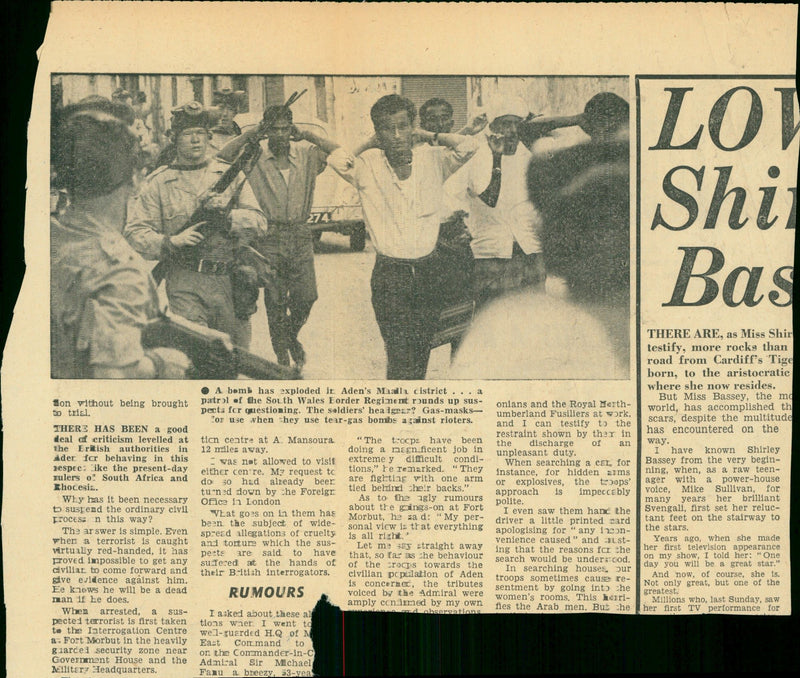 274
● A bomb has exploded in Aden's Maalla district . . . a
patrol of the South Wales Border Regiment rounds up sus-
pects for questioning. The soldiers' headgear? Gas-masks—
for use when they use tear-gas bombs against rioters.
tion without being brought
to trial.
THERE HAS BEEN a good
deal of criticism levelled at
the British authorities in
Aden for behaving in this
respect like the present-day
rulers of South Africa and
Rhodesia.
Why has it been necessary
to suspend the ordinary civil
process in this way?
The answer is simple. Even
when a terrorist is caught
virtually red-handed, it has
proved impossible to get any
civilian to come forward and
give evidence against him.
He knows he will be a dead
man if he does.
When arrested, a sus-
pected terrorist is first taken
to the Interrogation Centre
at Fort Morbut in the heavily
guarded security zone near
Government House and the
Military Headquarters.
tion centre at A. Mansoura
12 miles away.
I was not allowed to visit
either centre. My request to
do so had already been
turned down by the Foreign
Office in London
What goes on in them has
been the subject of wide-
spread allegations of cruelty
and torture which the sus-
pects are said to have
suffered at the hands of
their British interrogators.
RUMOURS
I asked about these al
tions when I went to
well-guarded H.Q. of M
East Command to
on the Commander-in-C
Admiral Sir Michael
Fanu a breezy, 53-yea
"The troops have been
doing a magnificent job in
extremely difficult condi-
tions," he remarked. "They
are fighting with one arm
tied behind their backs."
As to the ugly rumours
about the goings-on at Fort
Morbut, he said: "My per-
sonal view is that everything
is all right."
Let me say straight away
that, so far as the behaviour
of the troops towards the
civilian population of Aden
is concerned, the tributes
voiced by the Admiral were
amply confirmed by my own
experience and observations
onians and the Royal North-
umberland Fusiliers at work,
and I can testify to the
restraint shown by them in
the discharge of an
unpleasant duty.
When searching a car, for
instance, for hidden arms
or explosives, the troops'
approach is impeccably
polite.
I even saw them hand the
driver a little printed card
apologising for "any incon-
venience caused" and trust-
ing that the reasons for the
search would be understood.
In searching houses, our
troops sometimes cause re-
sentment by going into the
women's rooms. This horri-
fies the Arab men. But the
LOV
Shi
Bas
THERE ARE, as Miss Shir
testify, more rocks than
road from Cardiff's Tige
born, to the aristocratic
where she now resides.
But Miss Bassey, the mo
world, has accomplished th
scars, despite the multitude
has encountered on the
way.
I have known Shirley
Bassey from the very begin-
ning, when, as a raw teen-
ager with a power-house
voice, Mike Sullivan, for
many years her brilliant
Svengali, first set her reluc-
tant feet on the stairway to
the stars.
Years ago, when she made
her first television appearance
on my show, I told her: "One
day you will be a great star."
And now, of course, she is.
Not only great, but one of the
greatest.
Millions who, last Sunday, saw
her first TV performance for